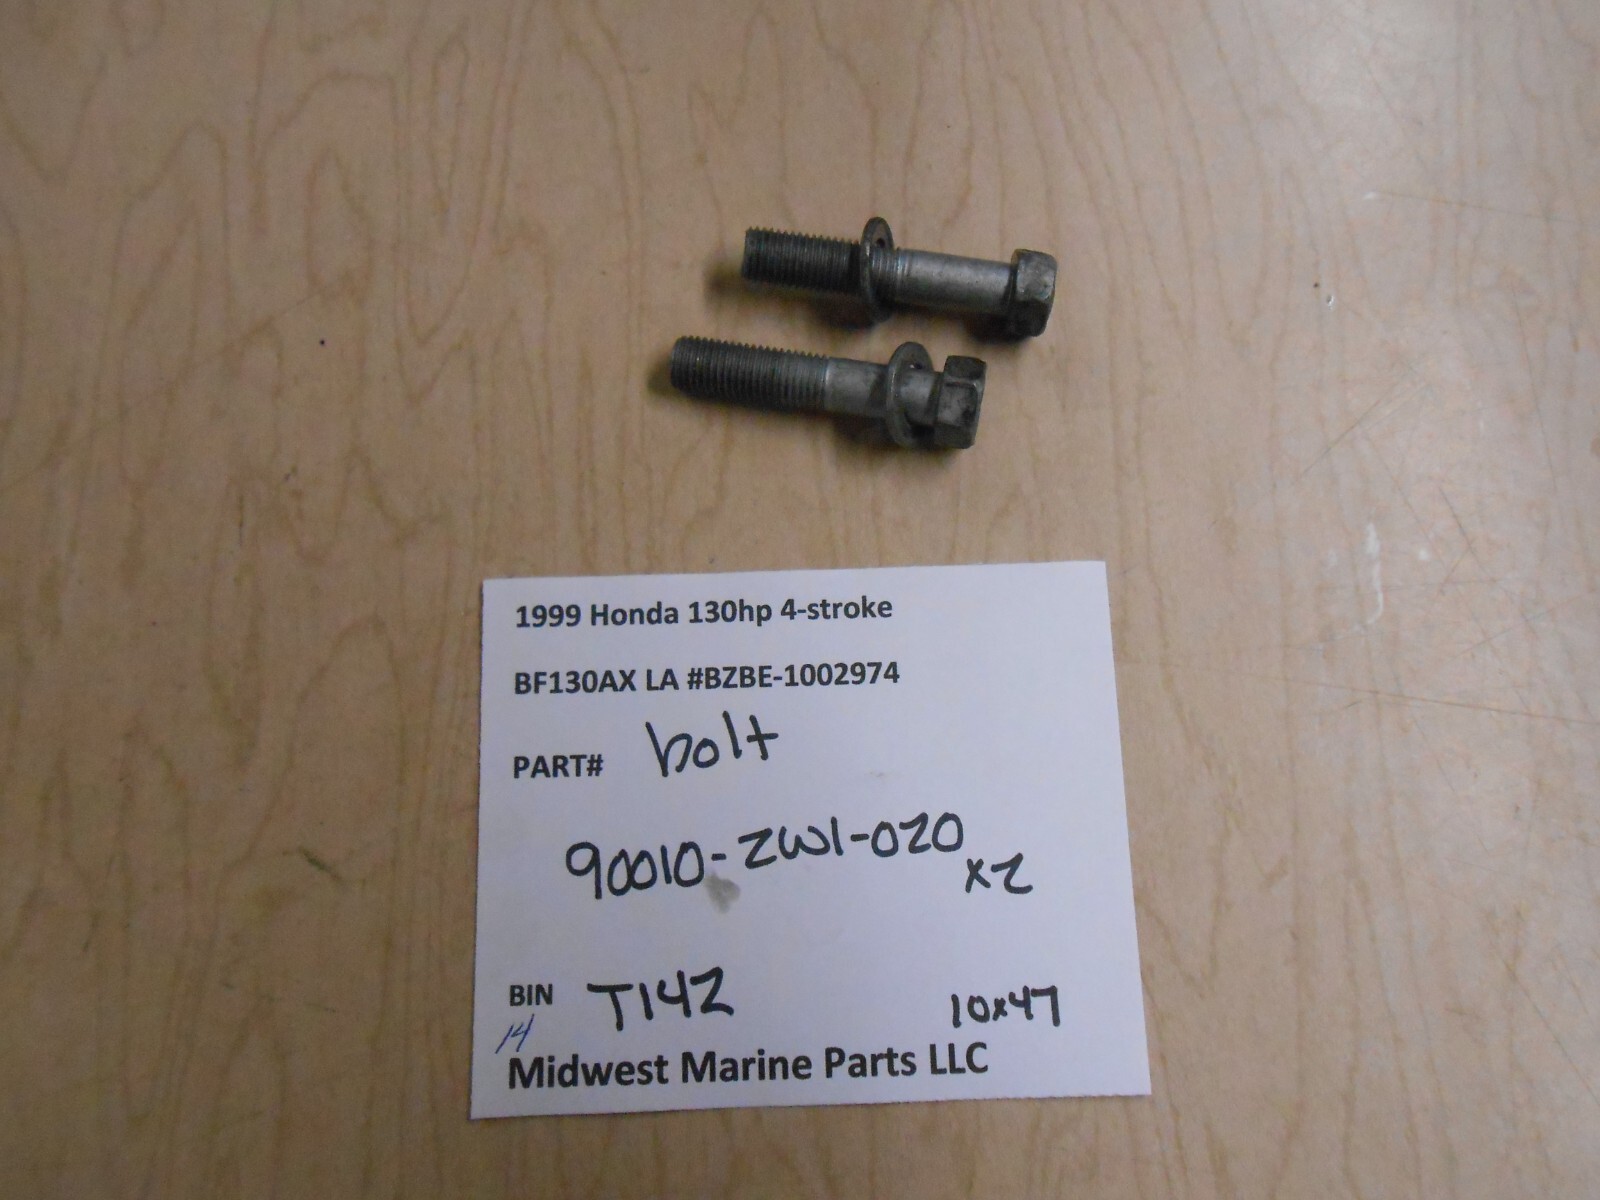 1999 Honda 130hp 4-stroke
BF130AX LA #BZBE-1002974
PART# bolt
90010-ZW1-020 x2
BIN T142 10x47
14
Midwest Marine Parts LLC